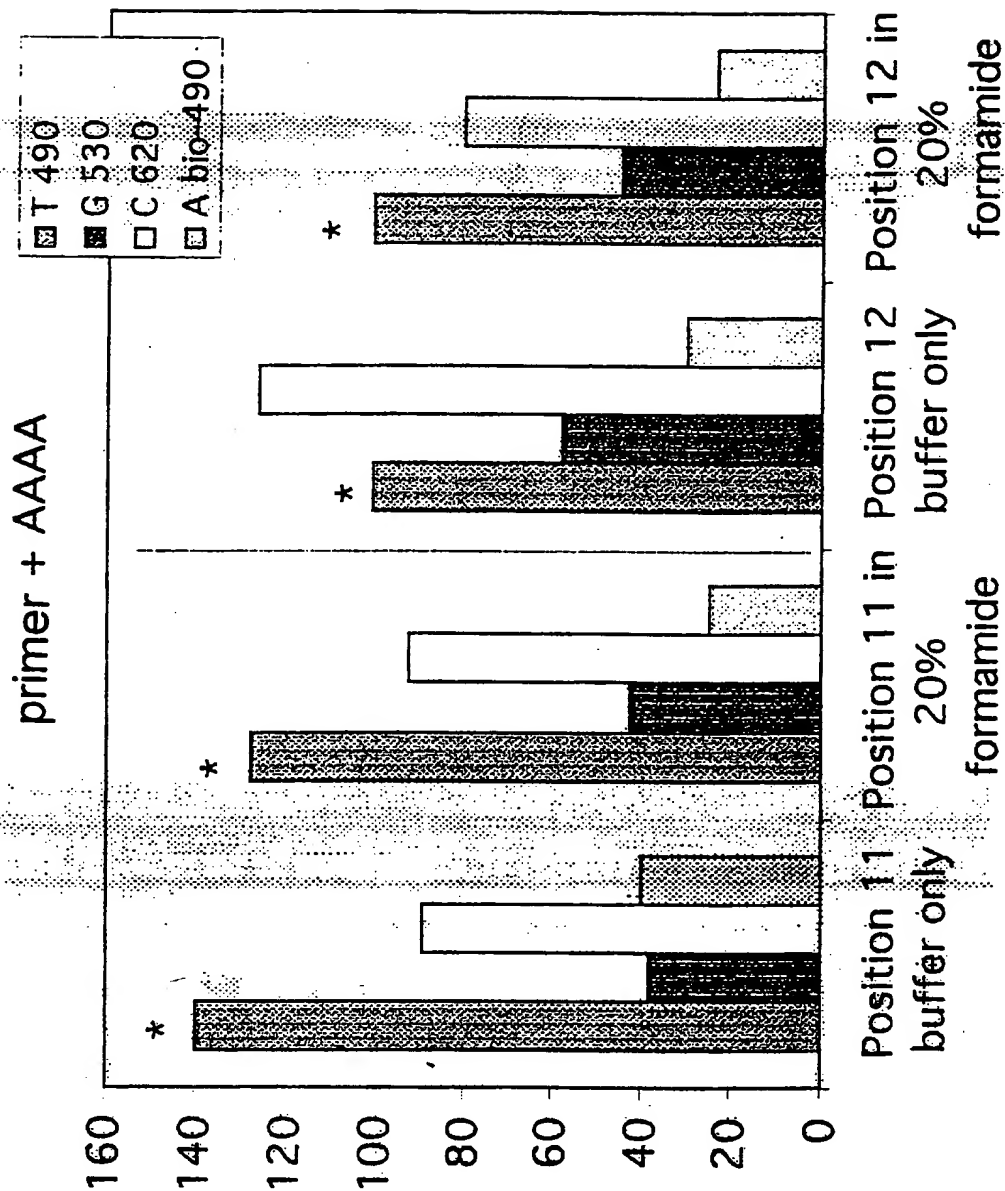 primer + AAAA
T 490
G 530
C 620
A bio-490
160
140
120
100
80
60
40
20
0
*
*
*
*
Position 11
buffer only
Position 11 in
20%
formamide
Position 12
buffer only
Position 12 in
20%
formamide